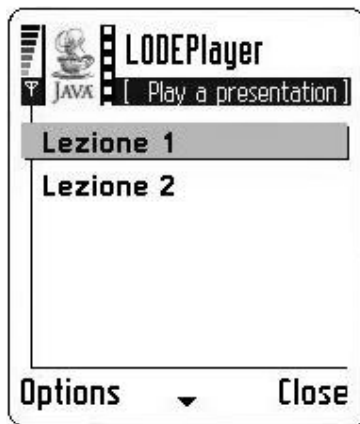 LODEPlayer
JAVA [ Play a presentation ]
Lezione 1
Lezione 2
Options Close